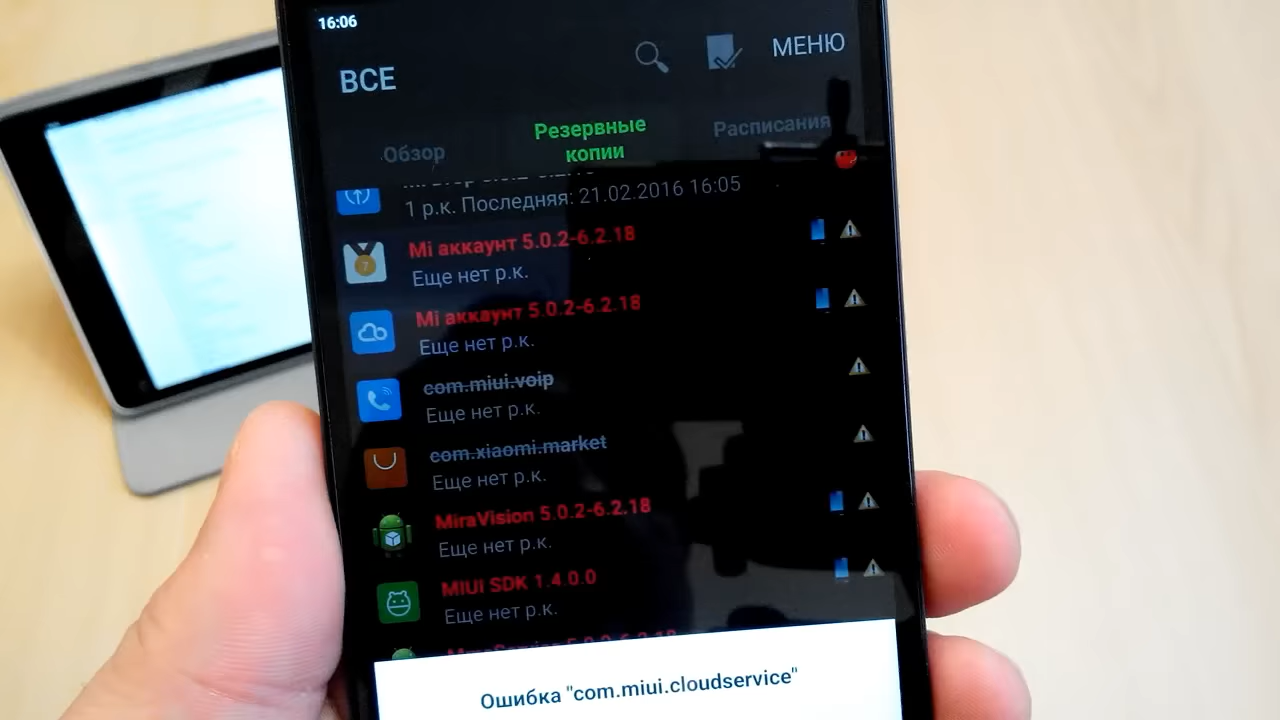 16:06
ВСЕ
МЕНЮ
Обзор
Резервные
копии
Расписания
1 р.к. Последняя: 21.02.2016 16:05
Mi аккаунт 5.0.2-6.2.18
Еще нет р.к.
Mi аккаунт 5.0.2-6.2.18
Еще нет р.к.
com.miui.voip
Еще нет р.к.
com.xiaomi.market
Еще нет р.к.
MiraVision 5.0.2-6.2.18
Еще нет р.к.
MIUI SDK 1.4.0.0
Еще нет р.к.
Ошибка "com.miui.cloudservice"